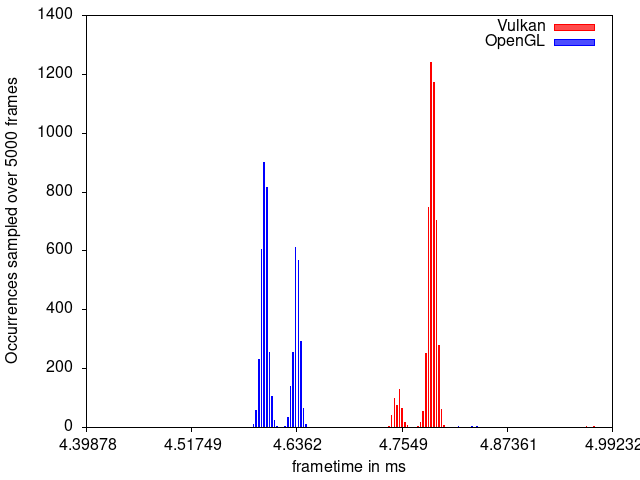 1400
Vulkan
OpenGL
1200
1000
800
600
400
200
0
Occurrences sampled over 5000 frames
4.39878 4.51749 4.6362 4.7549 4.87361 4.99232
frametime in ms